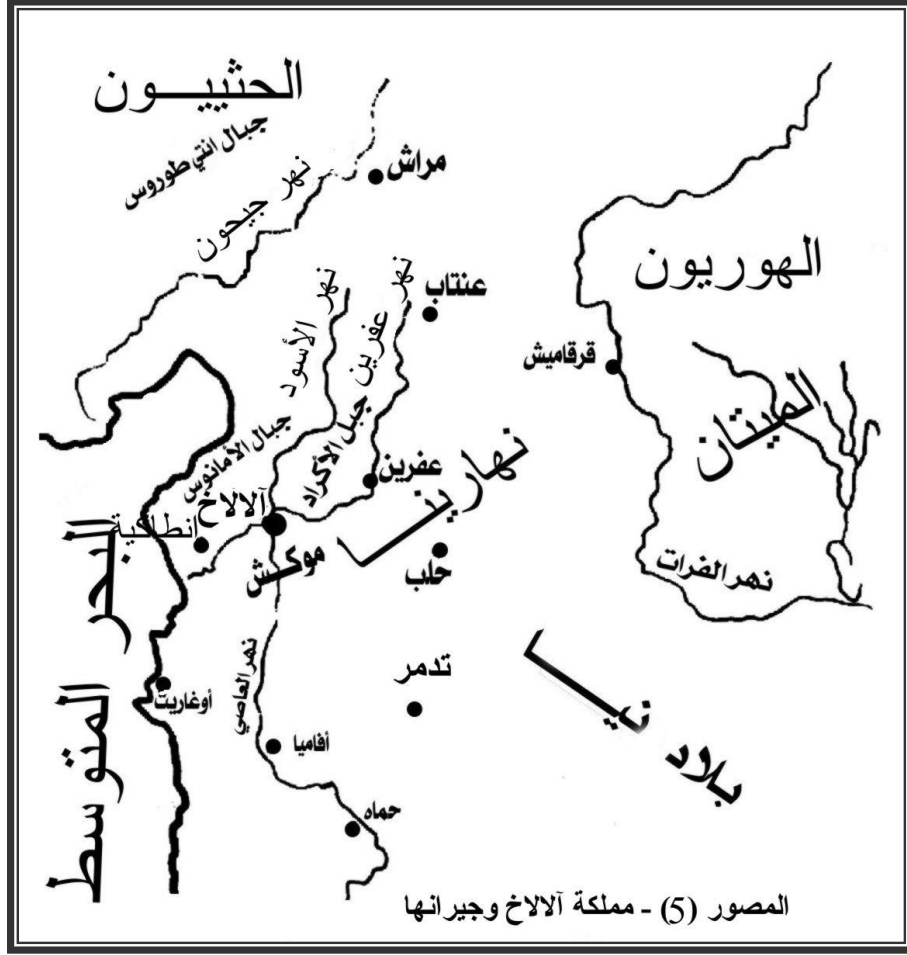 الحثييون
جبال انتي طوروس
نهر جيحون
مراش
الهوريون
نهر الأسود
نهر عفرين
عنتاب
قرقاميش
الميتان
جبال الأمانوس
جبل الأكراد
عفرين
نهارينا
آلالاخ
انطاكية
موكش
حلب
نهر الفرات
البحر المتوسط
نهر العاصي
أوغاريت
تدمر
بلاد نيا
أفاميا
حماه
المصور (5) - مملكة آلالاخ وجيرانها